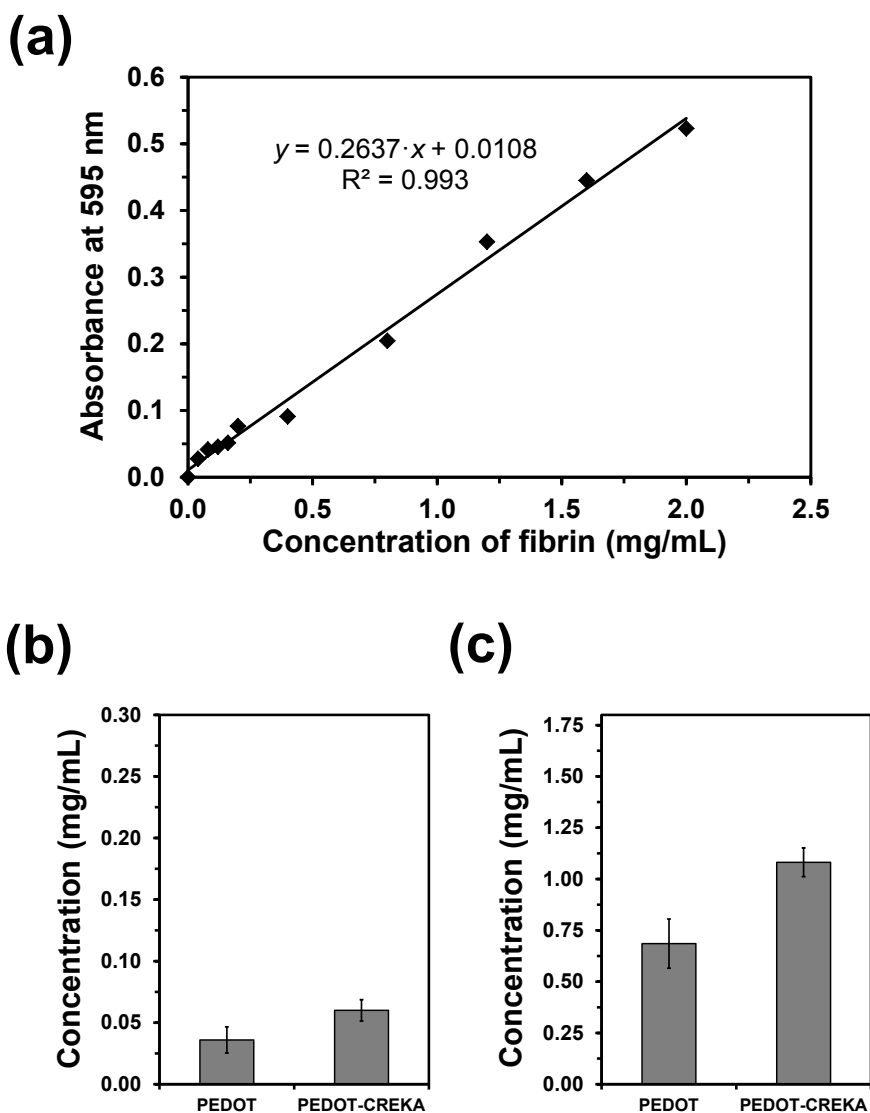 (a)
Absorbance at 595 nm
0.6
0.5
0.4
0.3
0.2
0.1
0.0
y = 0.2637·x + 0.0108
R² = 0.993
0.0 0.5 1.0 1.5 2.0 2.5
Concentration of fibrin (mg/mL)
(b)
Concentration (mg/mL)
0.30
0.25
0.20
0.15
0.10
0.05
0.00
PEDOT PEDOT-CREKA
(c)
Concentration (mg/mL)
1.75
1.50
1.25
1.00
0.75
0.50
0.25
0.00
PEDOT PEDOT-CREKA